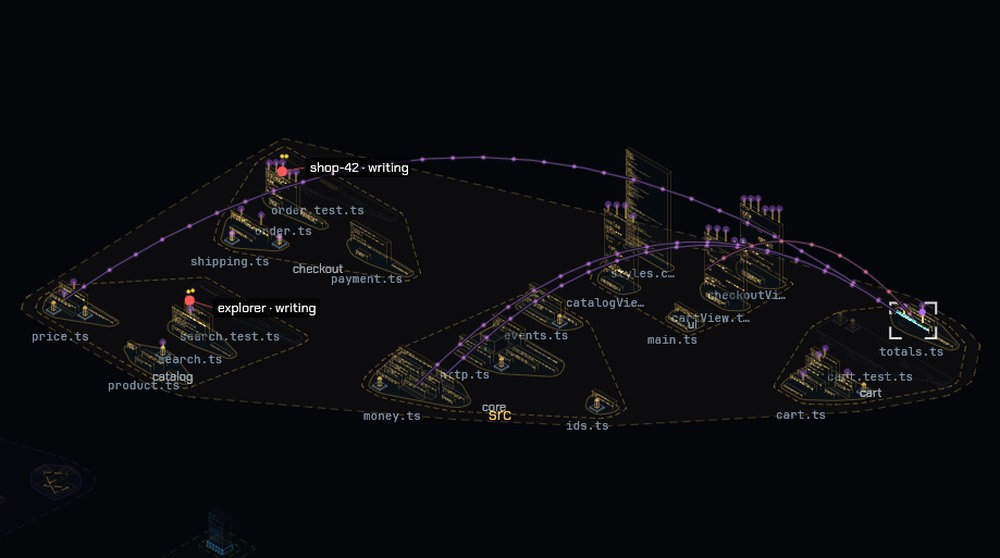 shop-42 · writing
order.test.ts
order.ts
shipping.ts
checkout
payment.ts
styles.c…
catalogVie…
checkoutVi…
cartView.t…
ui
main.ts
explorer · writing
price.ts
search.test.ts
search.ts
catalog
product.ts
events.ts
http.ts
money.ts
core
src
ids.ts
totals.ts
cart.test.ts
cart
cart.ts